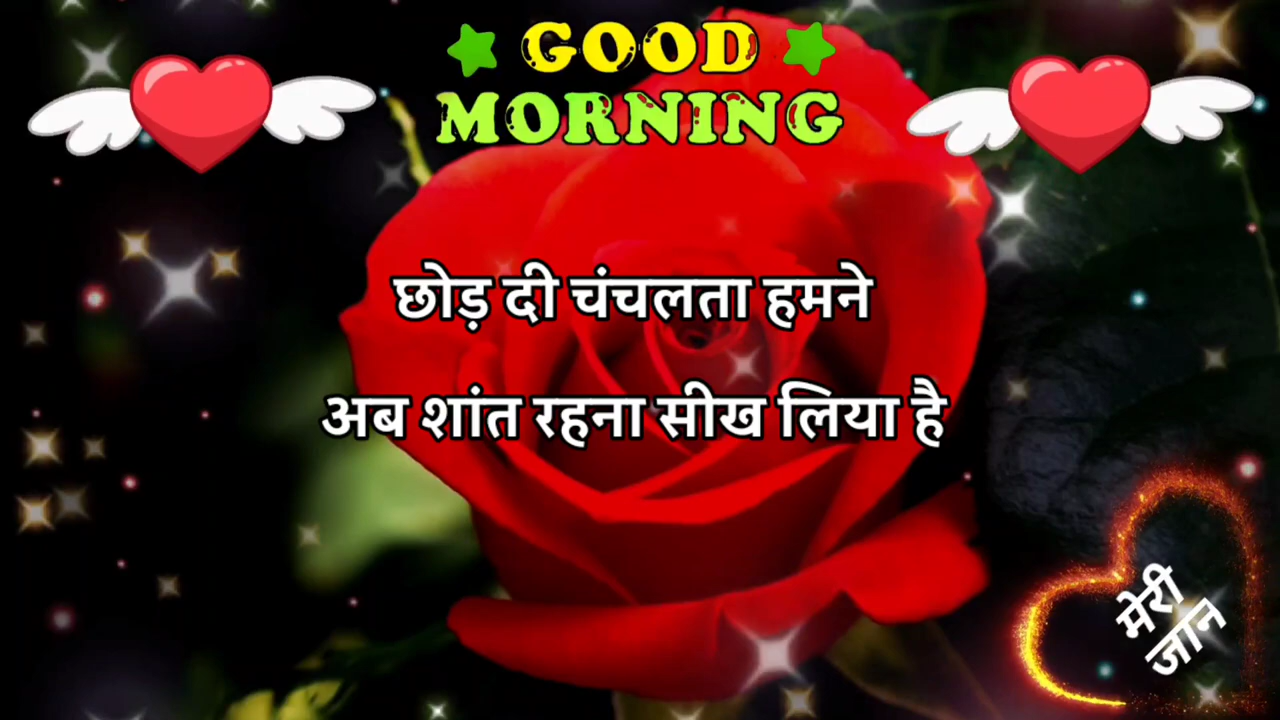 GOOD
MORNING
छोड़ दी चंचलता हमने
अब शांत रहना सीख लिया है
मेरी
जान